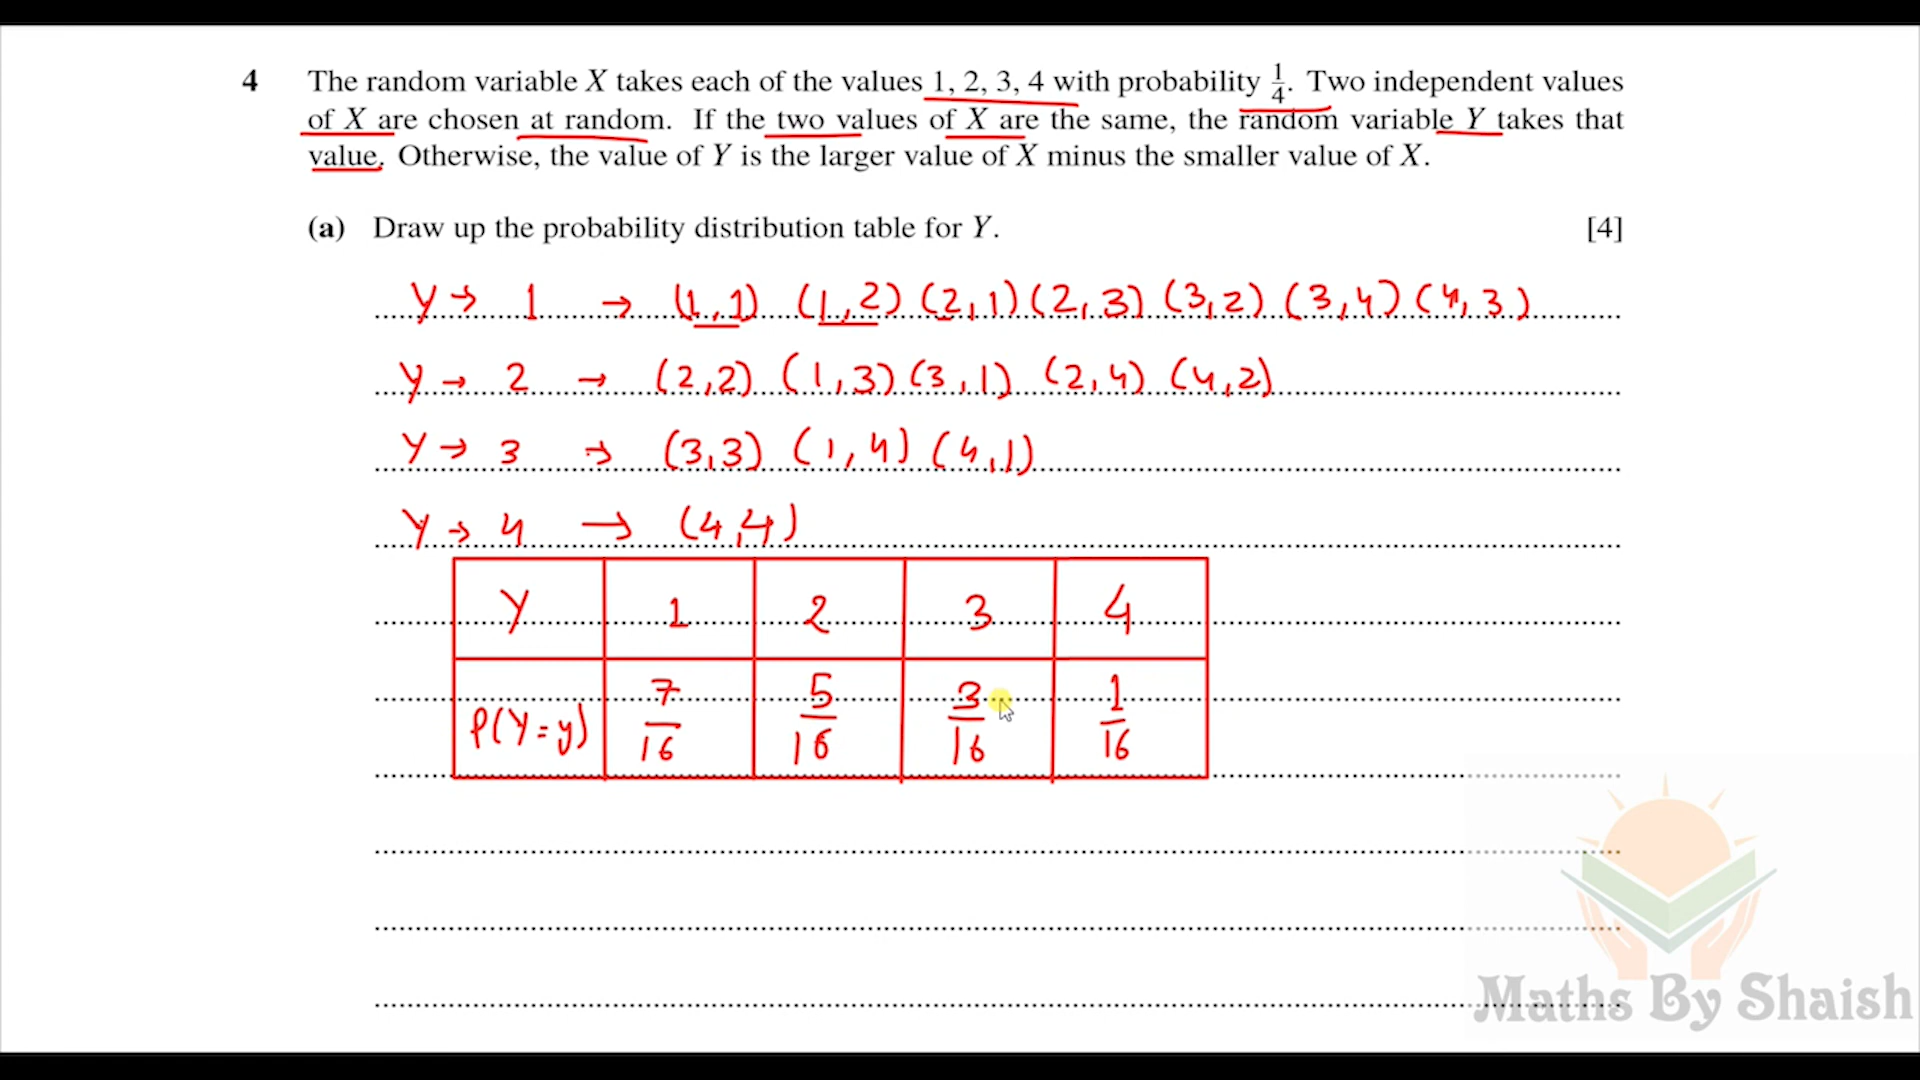 4 The random variable X takes each of the values 1, 2, 3, 4 with probability 1/4. Two independent values
of X are chosen at random. If the two values of X are the same, the random variable Y takes that
value. Otherwise, the value of Y is the larger value of X minus the smaller value of X.
(a) Draw up the probability distribution table for Y. [4]
Y → 1 → (1,1) (1,2) (2,1) (2,3) (3,2) (3,4) (4,3)
Y → 2 → (2,2) (1,3) (3,1) (2,4) (4,2)
Y → 3 → (3,3) (1,4) (4,1)
Y → 4 → (4,4)
Y 1 2 3 4
P(Y=y) 7/16 5/16 3/16 1/16
Maths By Shaish